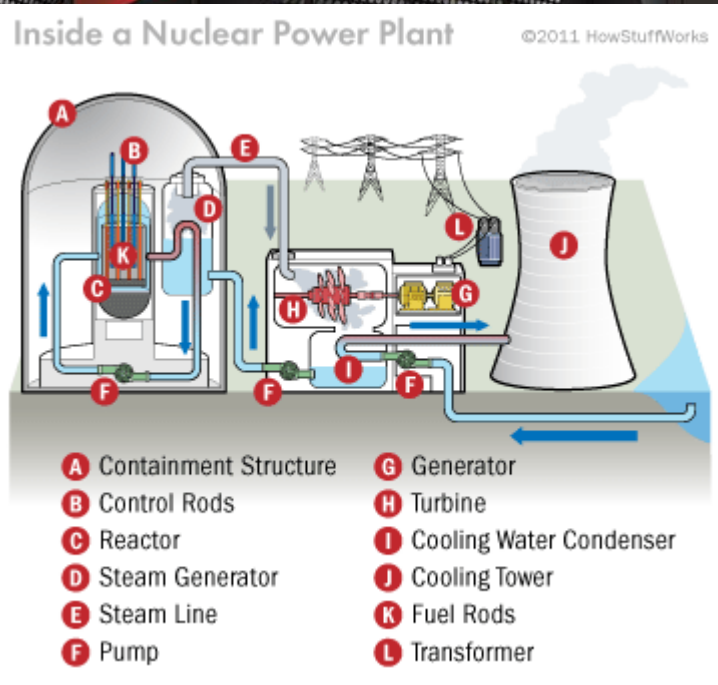 Inside a Nuclear Power Plant
©2011 HowStuffWorks
A
B
E
D
L
K
J
C
H
G
I
F
F
F
A Containment Structure
B Control Rods
C Reactor
D Steam Generator
E Steam Line
F Pump
G Generator
H Turbine
I Cooling Water Condenser
J Cooling Tower
K Fuel Rods
L Transformer